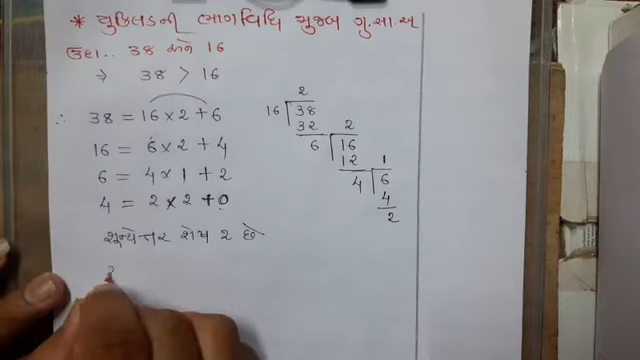 * યુક્લિડની ભાગવિધિ મુજબ ગુ.સા.અ
ઉદા.. 38 અને 16
→ 38 > 16
∴ 38 = 16 × 2 + 6
16 = 6 × 2 + 4
6 = 4 × 1 + 2
4 = 2 × 2 + 0
શૂન્યેત્તર શેષ 2 છે
2
16 38
32 2
6 16
12 1
4 6
4
2